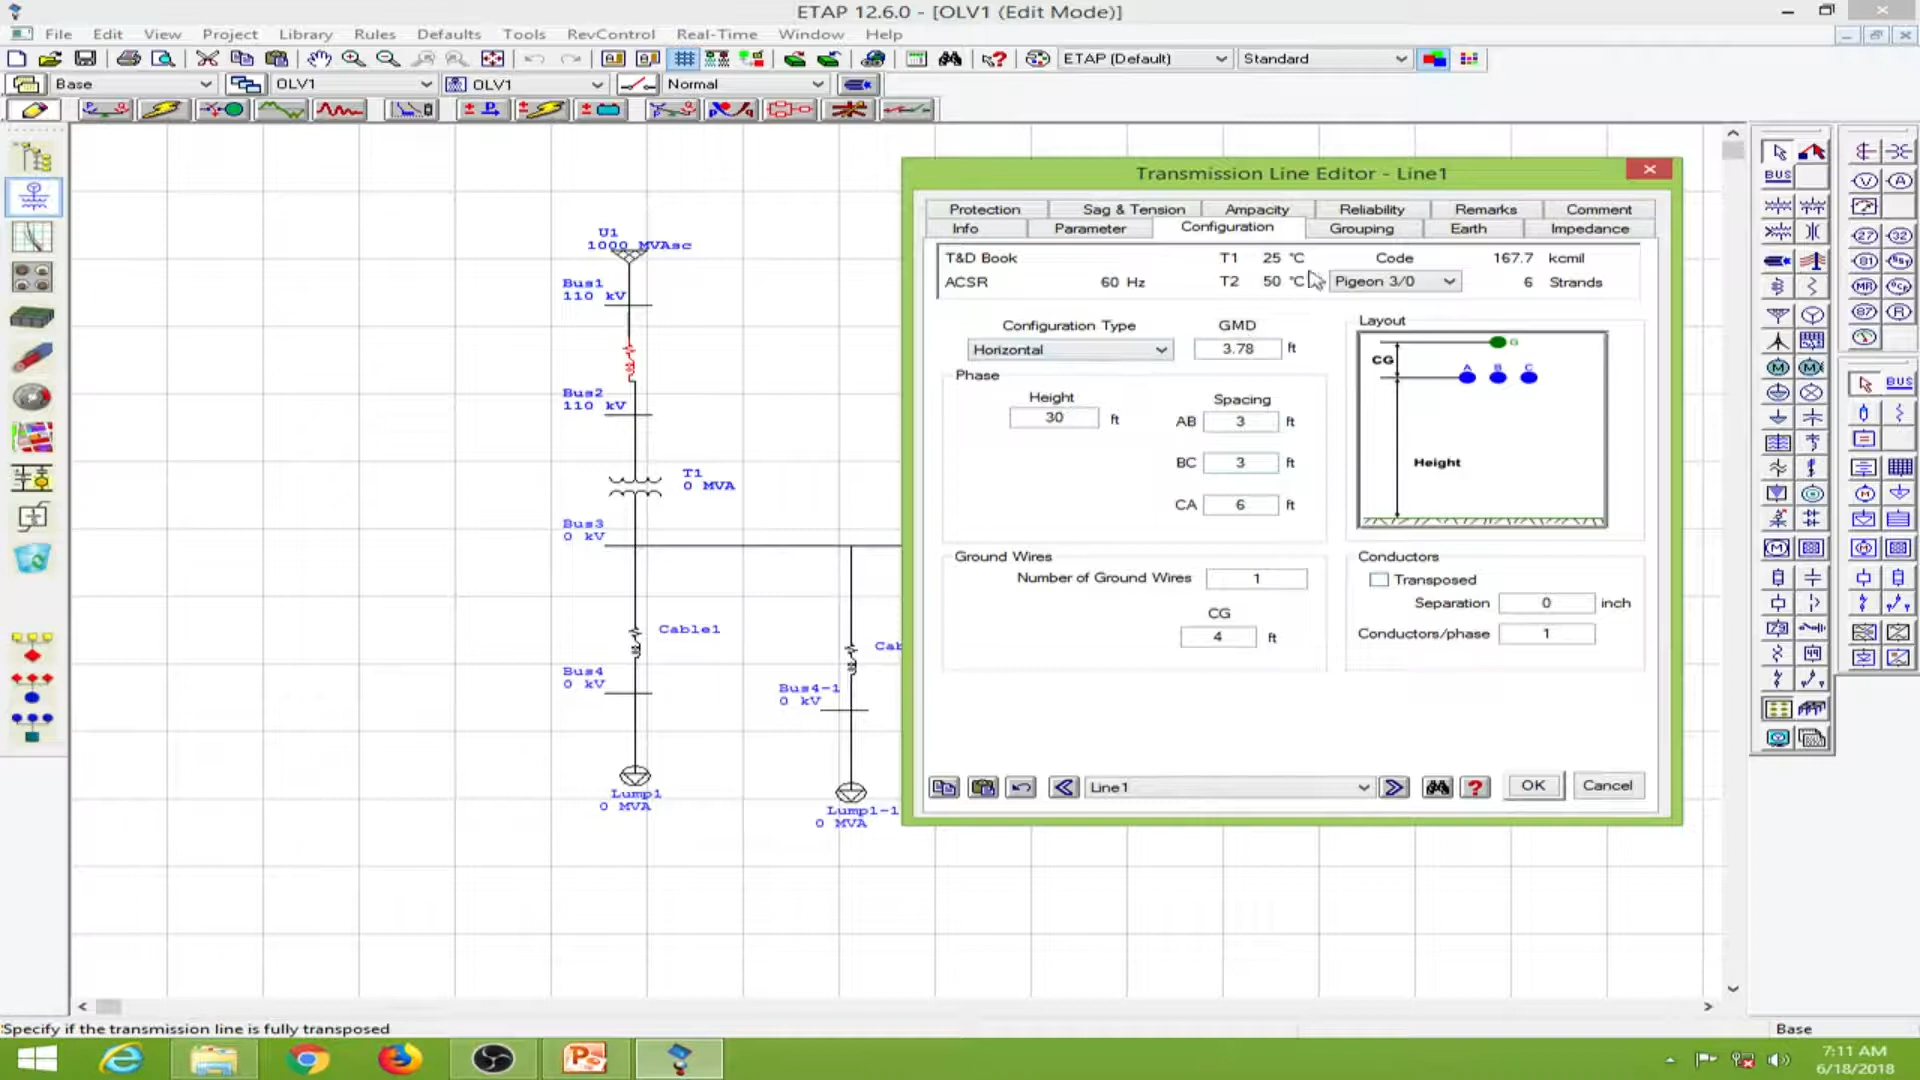 ETAP 12.6.0 - [OLV1 (Edit Mode)]
File Edit View Project Library Rules Defaults Tools RevControl Real-Time Window Help
ETAP (Default) Standard
Base OLV1 OLV1 Normal
U1
1000 MVAsc
Bus1
110 kV
Bus2
110 kV
T1
0 MVA
Bus3
0 kV
Cable1
Cab
Bus4
0 kV
Bus4-1
0 kV
Lump1
0 MVA
Lump1-1
0 MVA
Transmission Line Editor - Line1
Protection Sag & Tension Ampacity Reliability Remarks Comment
Info Parameter Configuration Grouping Earth Impedance
T&D Book T1 25 °C Code 167.7 kcmil
ACSR 60 Hz T2 50 °C Pigeon 3/0 6 Strands
Configuration Type GMD
Horizontal 3.78 ft
Phase
Height Spacing
30 ft AB 3 ft
BC 3 ft
CA 6 ft
Layout
G
CG
A B C
Height
Ground Wires
Number of Ground Wires 1
CG
4 ft
Conductors
Transposed
Separation 0 inch
Conductors/phase 1
Line1 OK Cancel
BUS
BUS
Specify if the transmission line is fully transposed Base
7:11 AM
6/18/2018